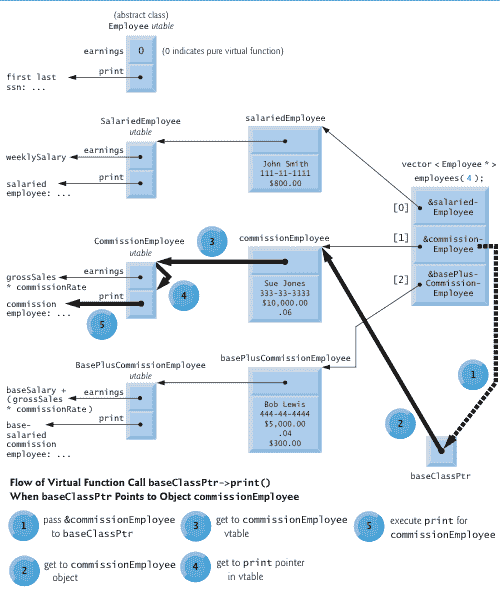 (abstract class)
Employee vtable
earnings
0
(0 indicates pure virtual function)
print
first last
ssn: ...
SalariedEmployee
vtable
earnings
weeklySalary
print
salaried
employee: ...
salariedEmployee
John Smith
111-11-1111
$800.00
vector < Employee * >
employees( 4 );
[0]
&salaried-
Employee
[1]
&commission-
Employee
[2]
&basePlus-
Commission-
Employee
CommissionEmployee
vtable
3
commissionEmployee
earnings
grossSales
* commissionRate
4
print
commission
employee: ...
5
Sue Jones
333-33-3333
$10,000.00
.06
BasePlusCommissionEmployee
vtable
basePlusCommissionEmployee
earnings
baseSalary +
(grossSales
* commissionRate)
print
base-
salaried
commission
employee: ...
Bob Lewis
444-44-4444
$5,000.00
.04
$300.00
1
2
baseClassPtr
Flow of Virtual Function Call baseClassPtr->print()
When baseClassPtr Points to Object commissionEmployee
1
pass &commissionEmployee
to baseClassPtr
2
get to commissionEmployee
object
3
get to commissionEmployee
vtable
4
get to print pointer
in vtable
5
execute print for
commissionEmployee